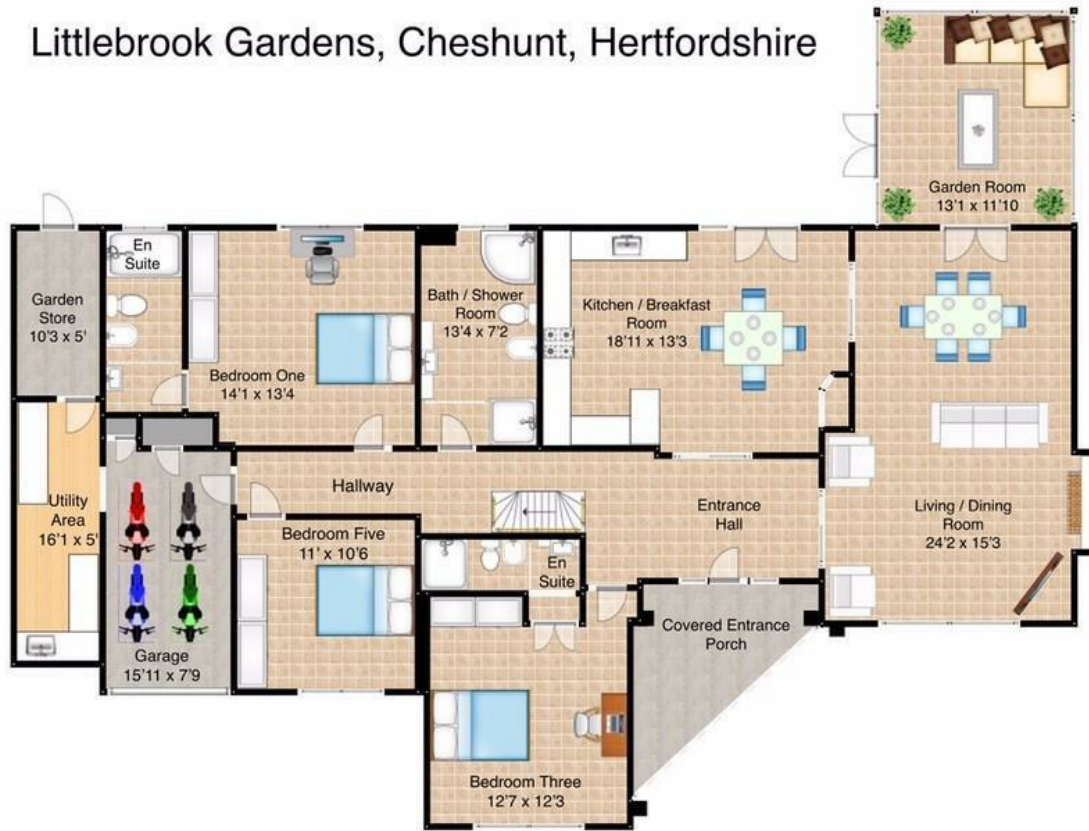 Littlebrook Gardens, Cheshunt, Hertfordshire
Garden Room
13'1 x 11'10
En
Suite
Garden
Store
10'3 x 5'
Bedroom One
14'1 x 13'4
Bath / Shower
Room
13'4 x 7'2
Kitchen / Breakfast
Room
18'11 x 13'3
Hallway
Entrance
Hall
Living / Dining
Room
24'2 x 15'3
Utility
Area
16'1 x 5'
Bedroom Five
11' x 10'6
En
Suite
Covered Entrance
Porch
Garage
15'11 x 7'9
Bedroom Three
12'7 x 12'3